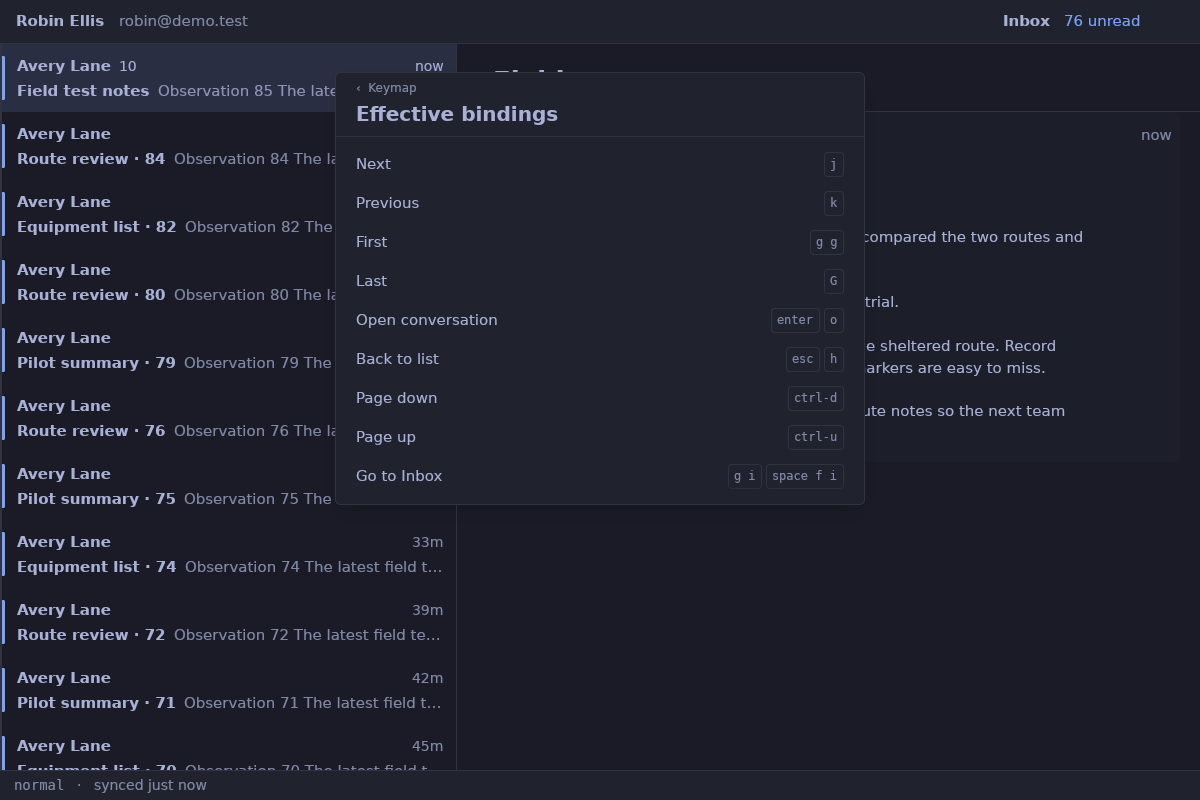 Robin Ellis robin@demo.test Inbox 76 unread
Avery Lane 10 now
Field test notes Observation 85 The late
Avery Lane
Route review · 84 Observation 84 The la
Avery Lane
Equipment list · 82 Observation 82 The
Avery Lane
Route review · 80 Observation 80 The la
Avery Lane
Pilot summary · 79 Observation 79 The
Avery Lane
Route review · 76 Observation 76 The la
Avery Lane
Pilot summary · 75 Observation 75 The
Avery Lane 33m
Equipment list · 74 Observation 74 The latest field t…
Avery Lane 39m
Route review · 72 Observation 72 The latest field te…
Avery Lane 42m
Pilot summary · 71 Observation 71 The latest field t…
Avery Lane 45m
Equipment list · 70 Observation 70 The latest field t…
‹ Keymap
Effective bindings
Next j
Previous k
First g g
Last G
Open conversation enter o
Back to list esc h
Page down ctrl-d
Page up ctrl-u
Go to Inbox g i space f i
now
compared the two routes and
trial.
e sheltered route. Record
arkers are easy to miss.
ute notes so the next team
normal · synced just now